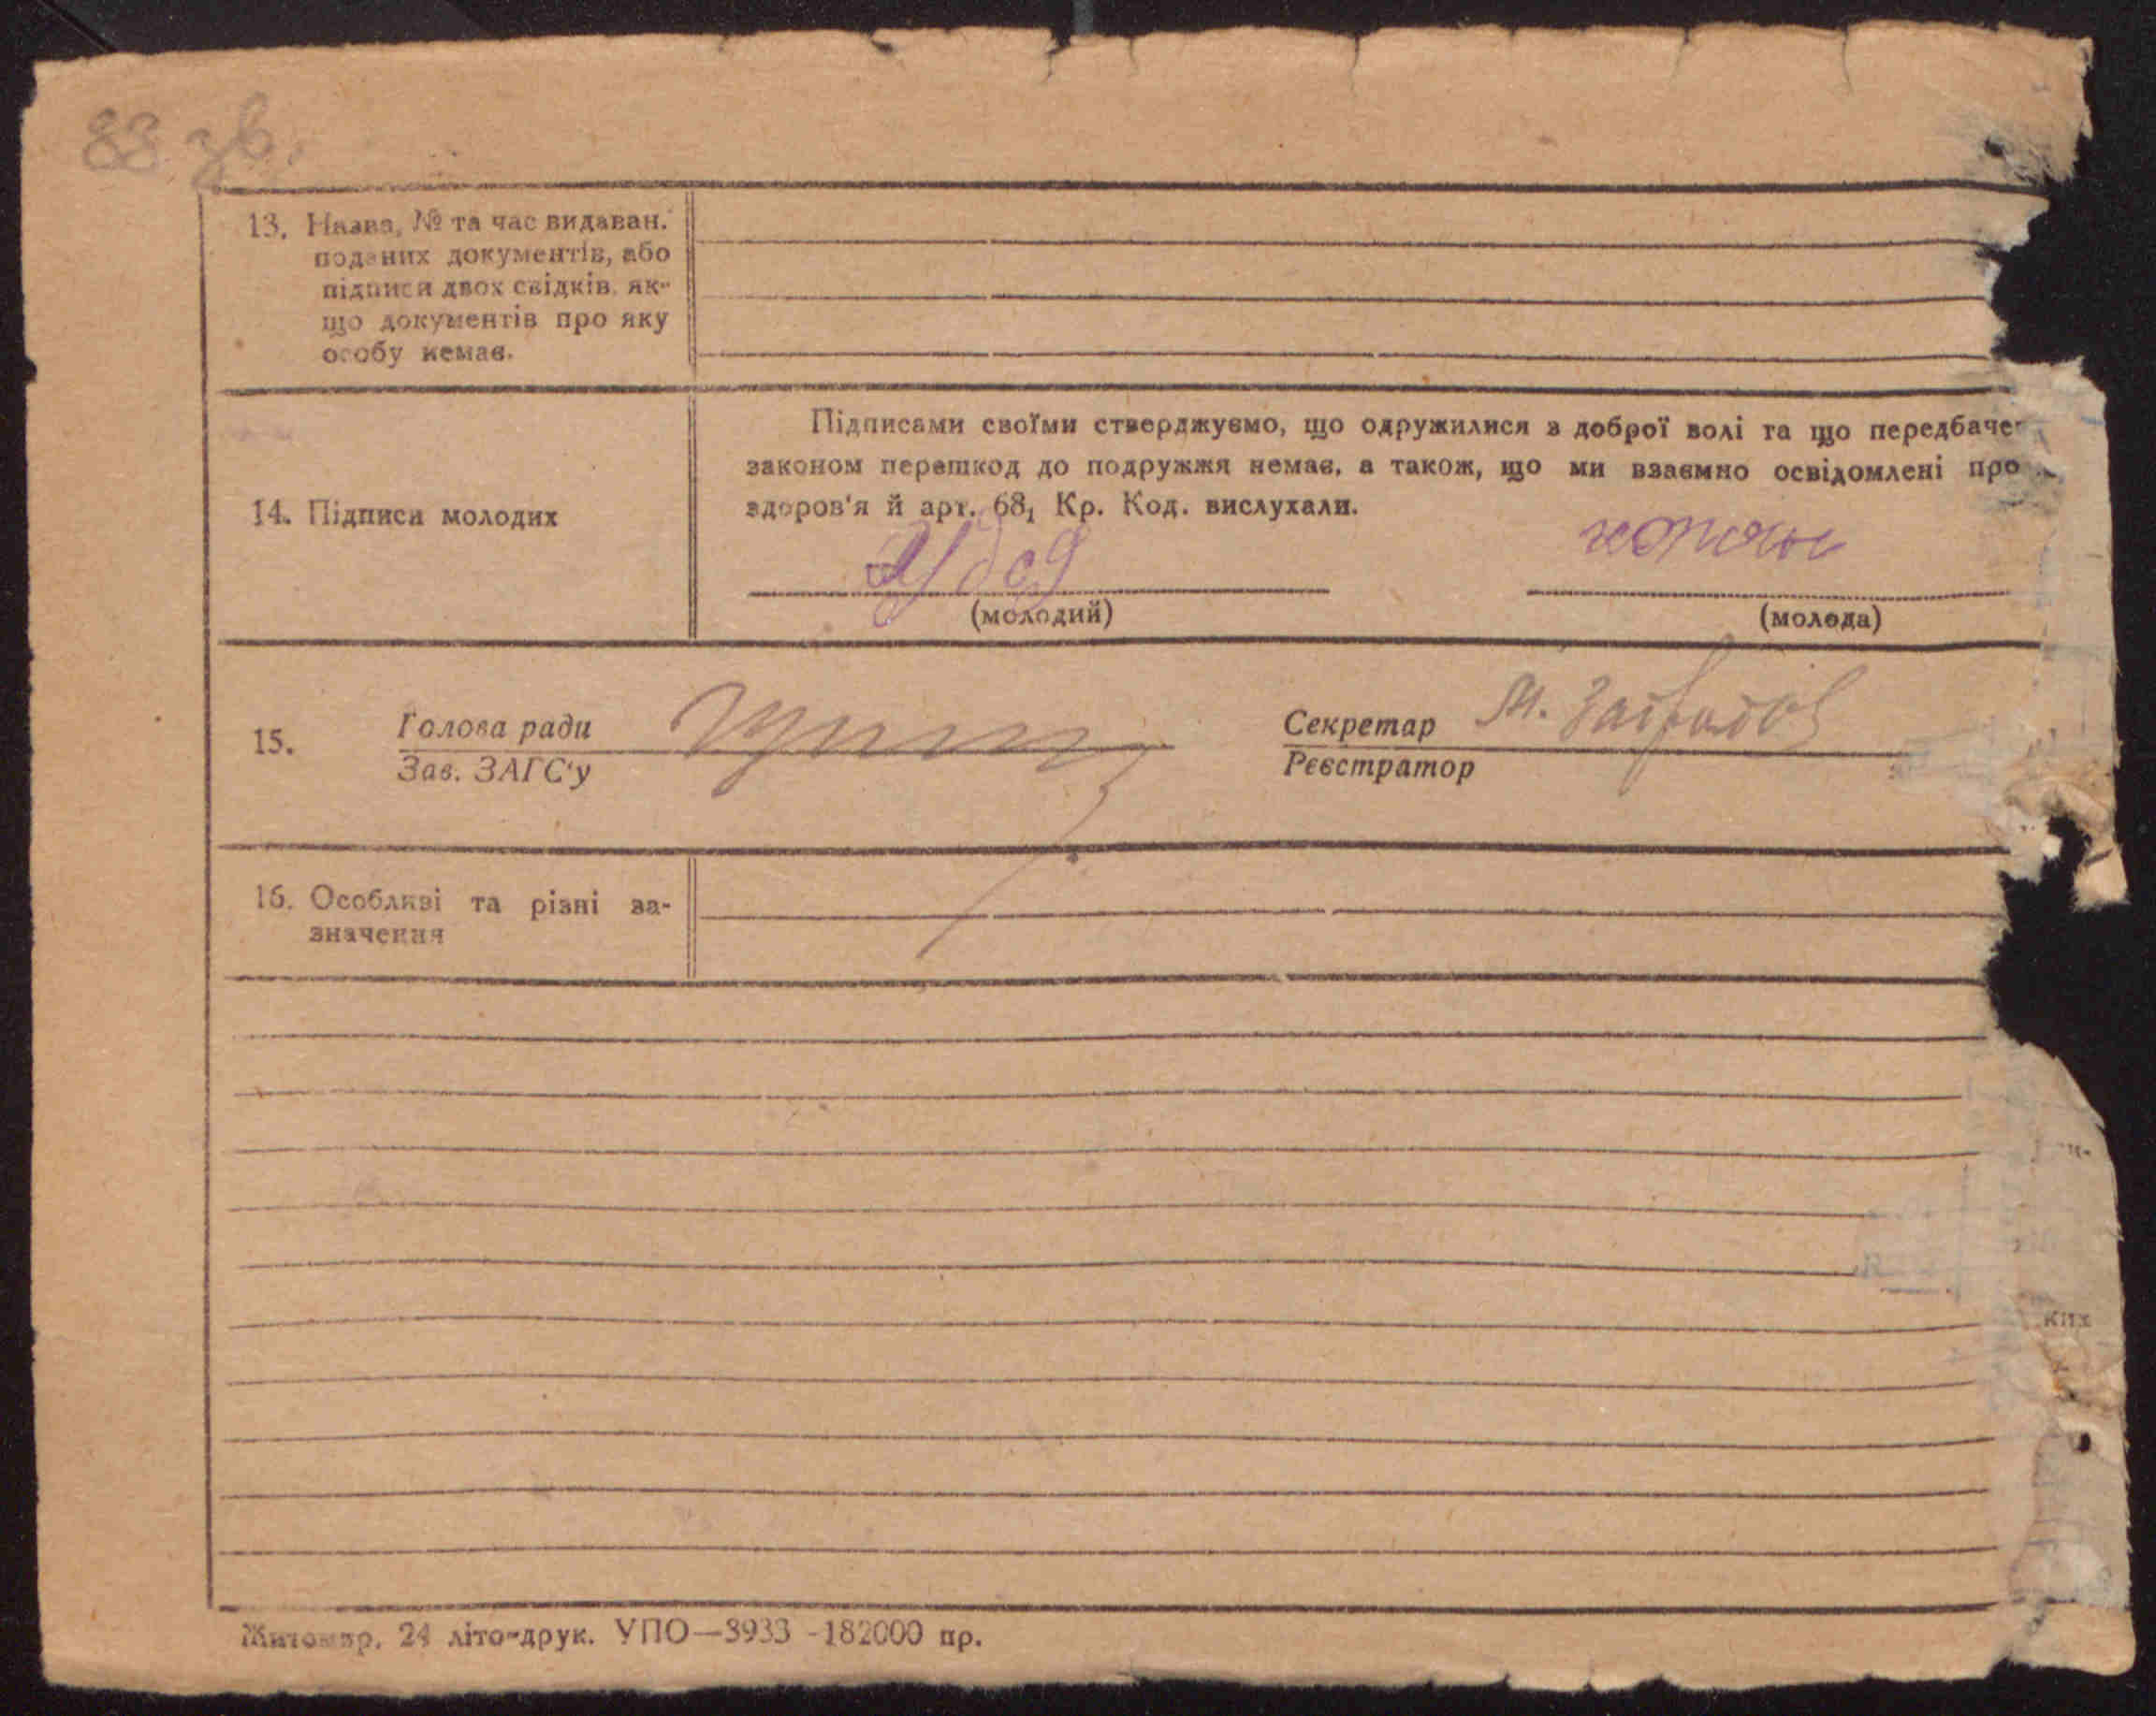 88 зв.
13. Назва, № та час видаван.
поданих документів, або
підписи двох свідків, як-
що документів про яку
особу немає.
Підписами своїми стверджуємо, що одружилися з доброї волі та що передбаче
законом перешкод до подружжя немає, а також, що ми взаємно освідомлені про
здоров'я й арт. 68₁ Кр. Код. вислухали.
14. Підписи молодих
(молодий) (молода)
15. Голова ради Секретар М.
Зав. ЗАГС'у Реєстратор
16. Особливі та різні за-
значення
ких
Житомир, 24 літо-друк. УПО—3933 -182000 пр.